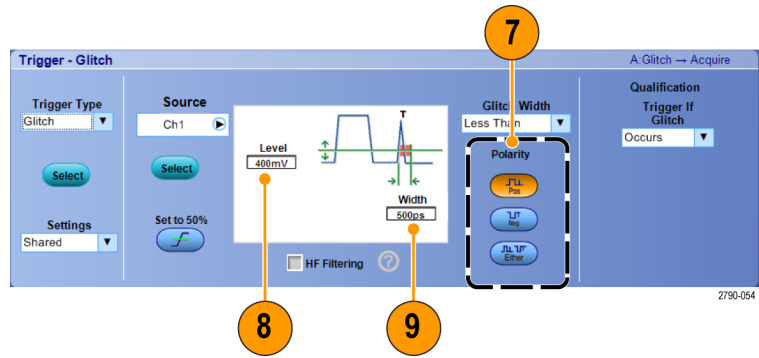 7
Trigger - Glitch
A:Glitch → Acquire
Trigger Type
Glitch
Select
Settings
Shared
Source
Ch1
Select
Set to 50%
Level
400mV
T
Width
500ps
HF Filtering
?
Glitch Width
Less Than
Polarity
Pos
Neg
Either
Qualification
Trigger If
Glitch
Occurs
2790-054
8
9